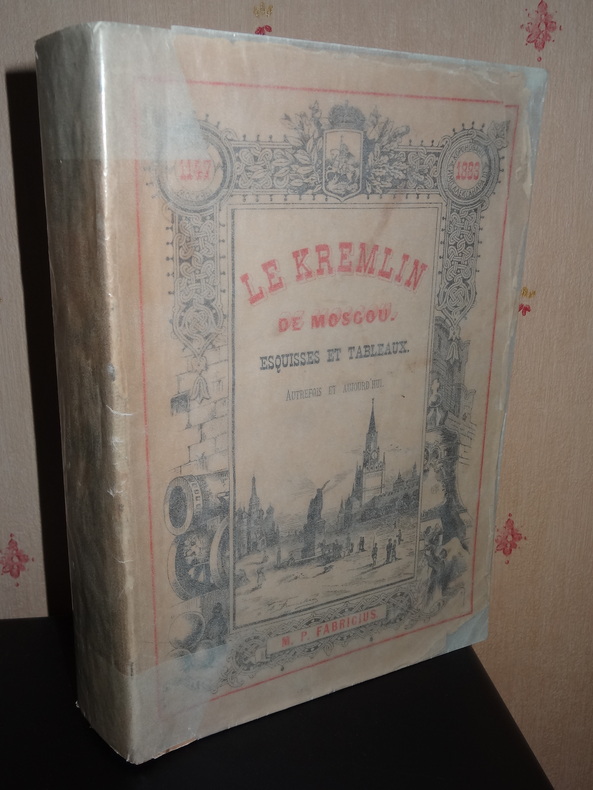 1147
1883
LE KREMLIN
DE MOSCOU.
ESQUISSES ET TABLEAUX.
AUTREFOIS ET AUJOURD'HUI.
M. P. FABRICIUS